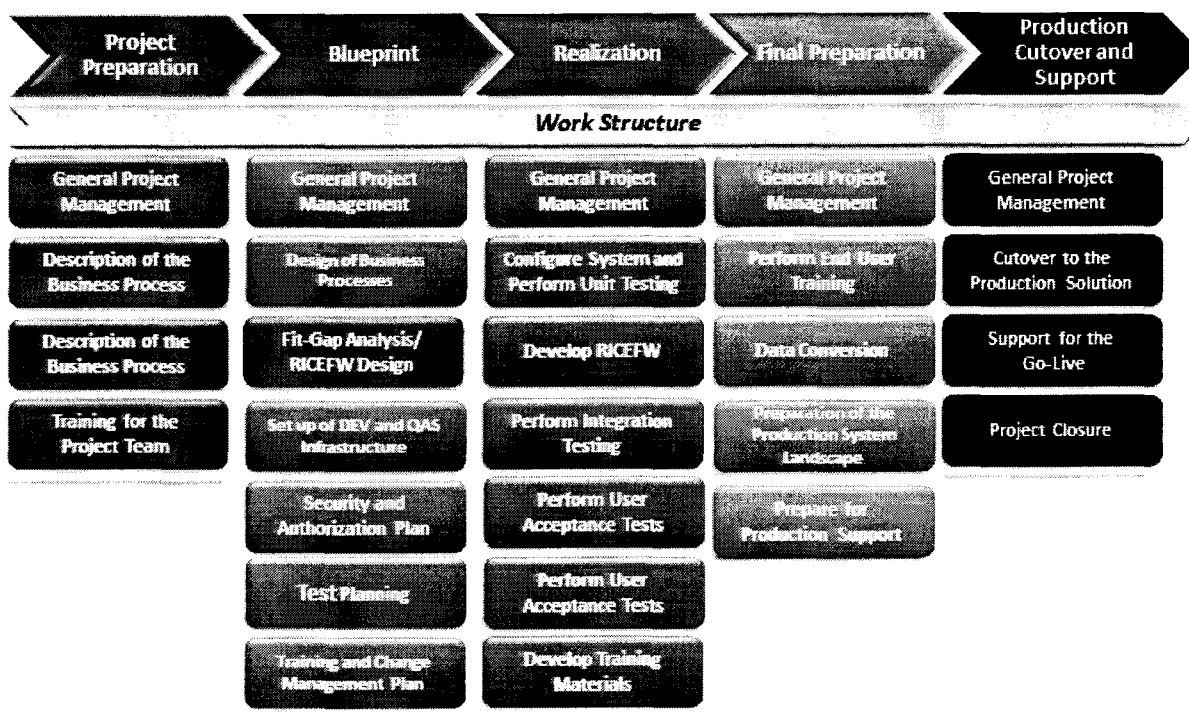 Project
Preparation
Blueprint
Realization
Final Preparation
Production
Cutover and
Support
Work Structure
General Project
Management
Description of the
Business Process
Description of the
Business Process
Training for the
Project Team
General Project
Management
Design of Business
Processes
Fit-Gap Analysis/
RICEFW Design
Set up of DEV and QAS
Infrastructure
Security and
Authorization Plan
Test Planning
Training and Change
Management Plan
General Project
Management
Configure System and
Perform Unit Testing
Develop RICEFW
Perform Integration
Testing
Perform User
Acceptance Tests
Perform User
Acceptance Tests
Develop Training
Materials
General Project
Management
Perform End User
Training
Data Conversion
Preparation of the
Production System
Landscape
Prepare for
Production Support
General Project
Management
Cutover to the
Production Solution
Support for the
Go-Live
Project Closure